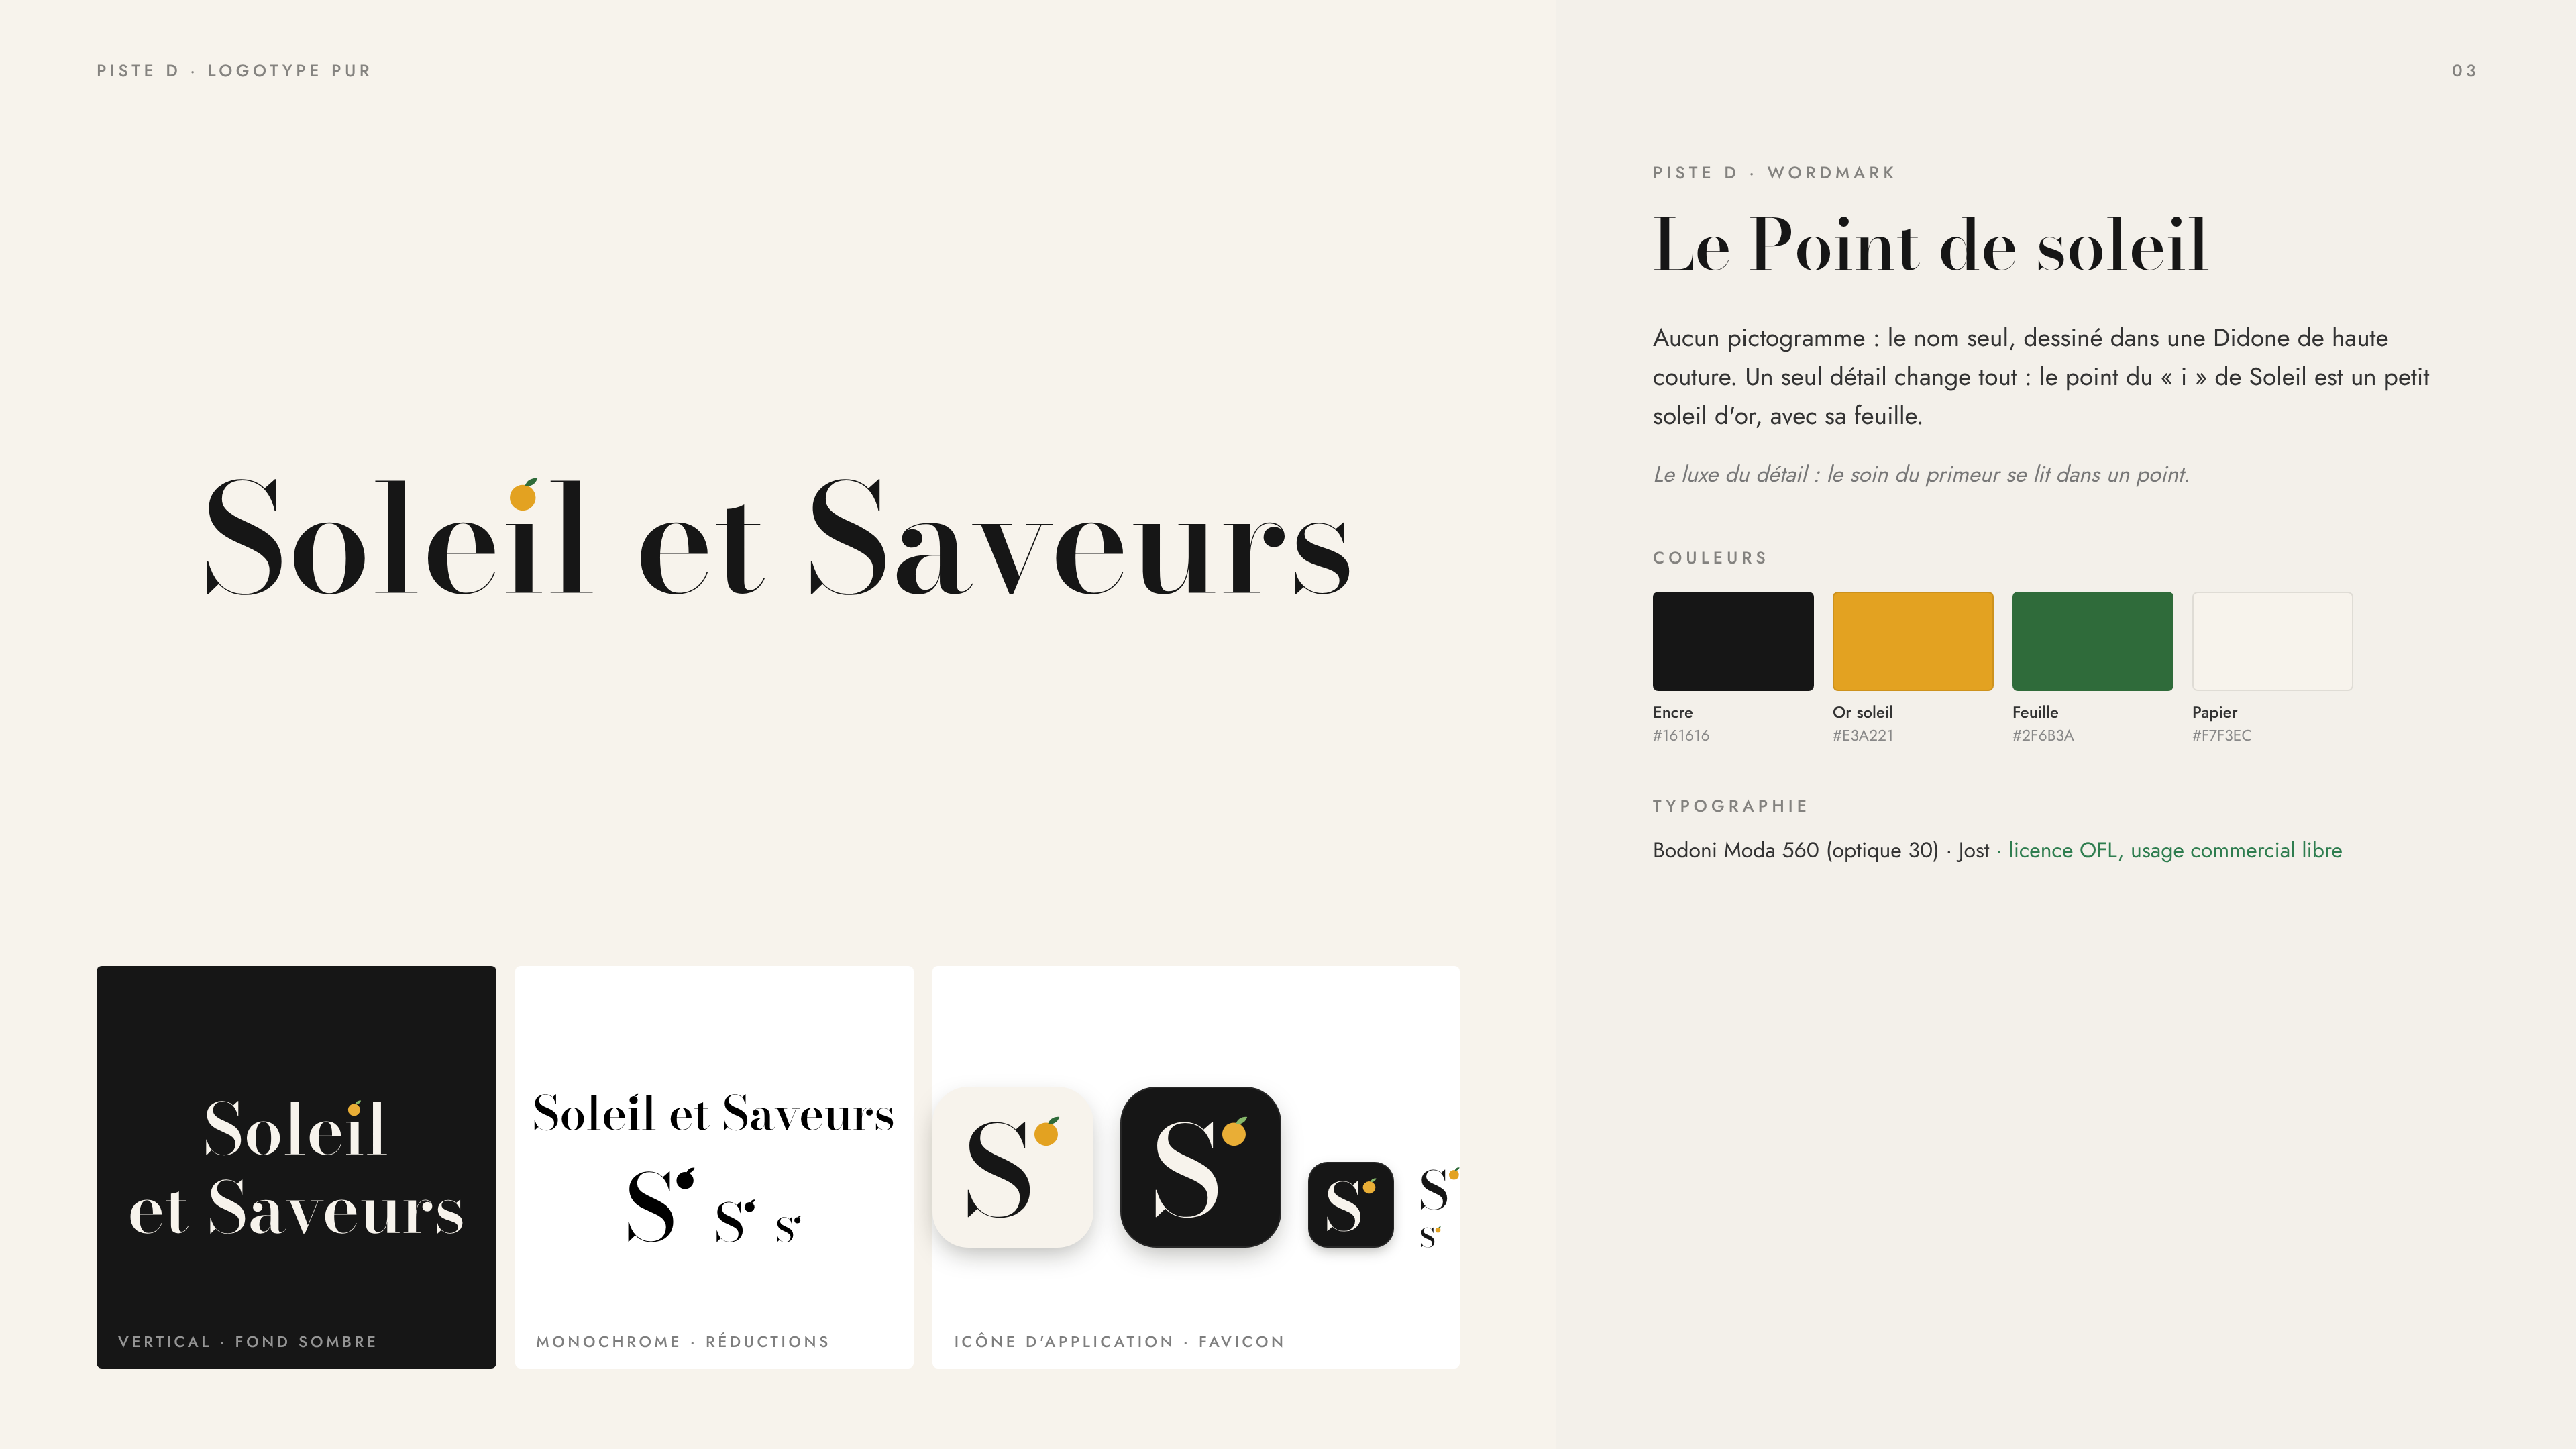 PISTE D · LOGOTYPE PUR
03
Soleil et Saveurs
Soleil
et Saveurs
VERTICAL · FOND SOMBRE
Soleil et Saveurs
S S S
MONOCHROME · RÉDUCTIONS
S S S S
S
ICÔNE D'APPLICATION · FAVICON
PISTE D · WORDMARK
Le Point de soleil
Aucun pictogramme : le nom seul, dessiné dans une Didone de haute
couture. Un seul détail change tout : le point du « i » de Soleil est un petit
soleil d'or, avec sa feuille.
Le luxe du détail : le soin du primeur se lit dans un point.
COULEURS
Encre Or soleil Feuille Papier
#161616 #E3A221 #2F6B3A #F7F3EC
TYPOGRAPHIE
Bodoni Moda 560 (optique 30) · Jost · licence OFL, usage commercial libre